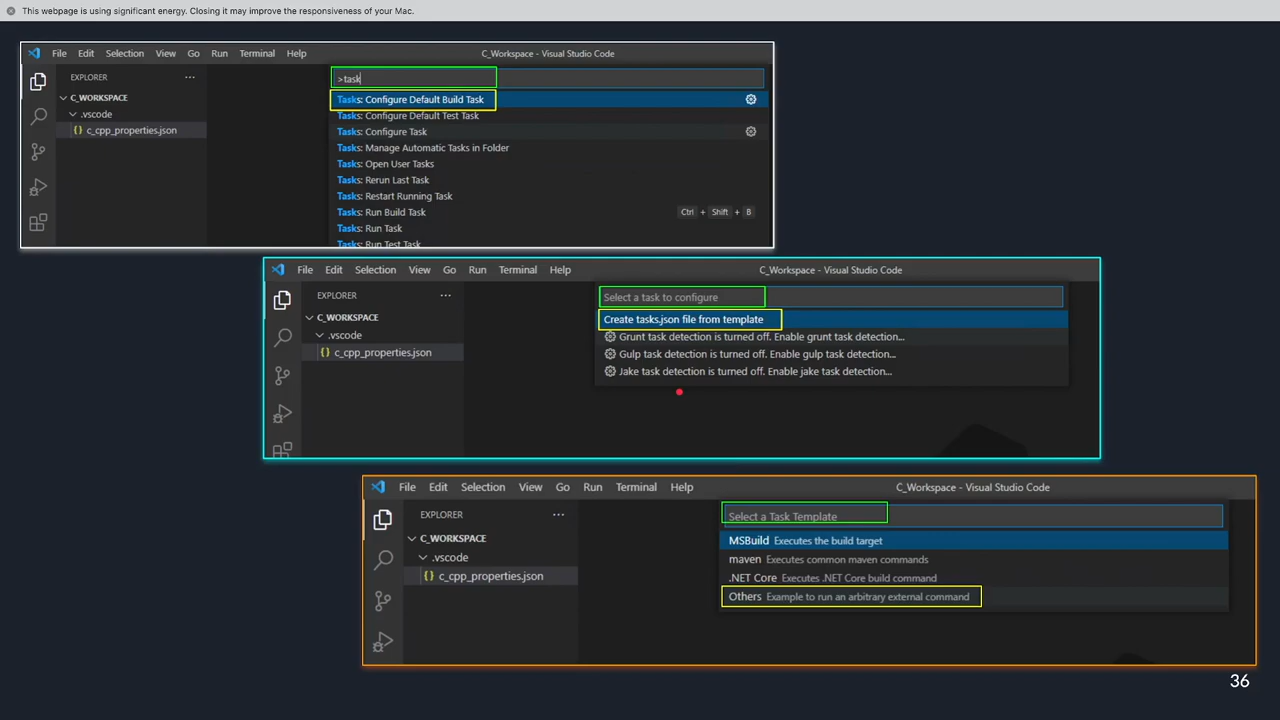 This webpage is using significant energy. Closing it may improve the responsiveness of your Mac.
File Edit Selection View Go Run Terminal Help C_Workspace - Visual Studio Code
EXPLORER ...
C_WORKSPACE
.vscode
{} c_cpp_properties.json
>task
Tasks: Configure Default Build Task
Tasks: Configure Default Test Task
Tasks: Configure Task
Tasks: Manage Automatic Tasks in Folder
Tasks: Open User Tasks
Tasks: Rerun Last Task
Tasks: Restart Running Task
Tasks: Run Build Task Ctrl + Shift + B
Tasks: Run Task
Tasks: Run Test Task
File Edit Selection View Go Run Terminal Help C_Workspace - Visual Studio Code
EXPLORER ...
C_WORKSPACE
.vscode
{} c_cpp_properties.json
Select a task to configure
Create tasks.json file from template
Grunt task detection is turned off. Enable grunt task detection...
Gulp task detection is turned off. Enable gulp task detection...
Jake task detection is turned off. Enable jake task detection...
File Edit Selection View Go Run Terminal Help C_Workspace - Visual Studio Code
EXPLORER ...
C_WORKSPACE
.vscode
{} c_cpp_properties.json
Select a Task Template
MSBuild Executes the build target
maven Executes common maven commands
.NET Core Executes .NET Core build command
Others Example to run an arbitrary external command
36